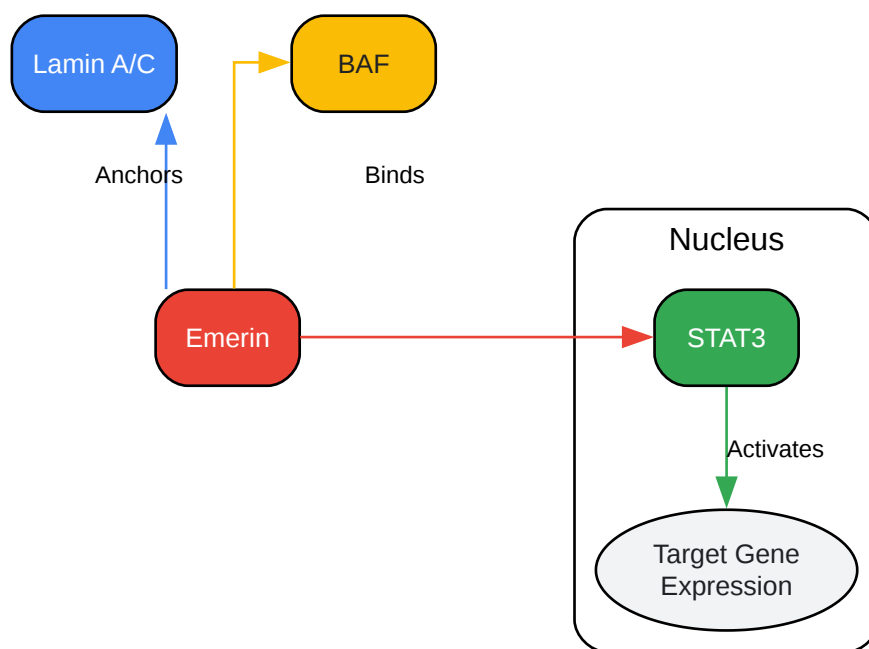 Lamin A/C
BAF
Anchors
Binds
Nucleus
Emerin
STAT3
Activates
Target Gene
Expression